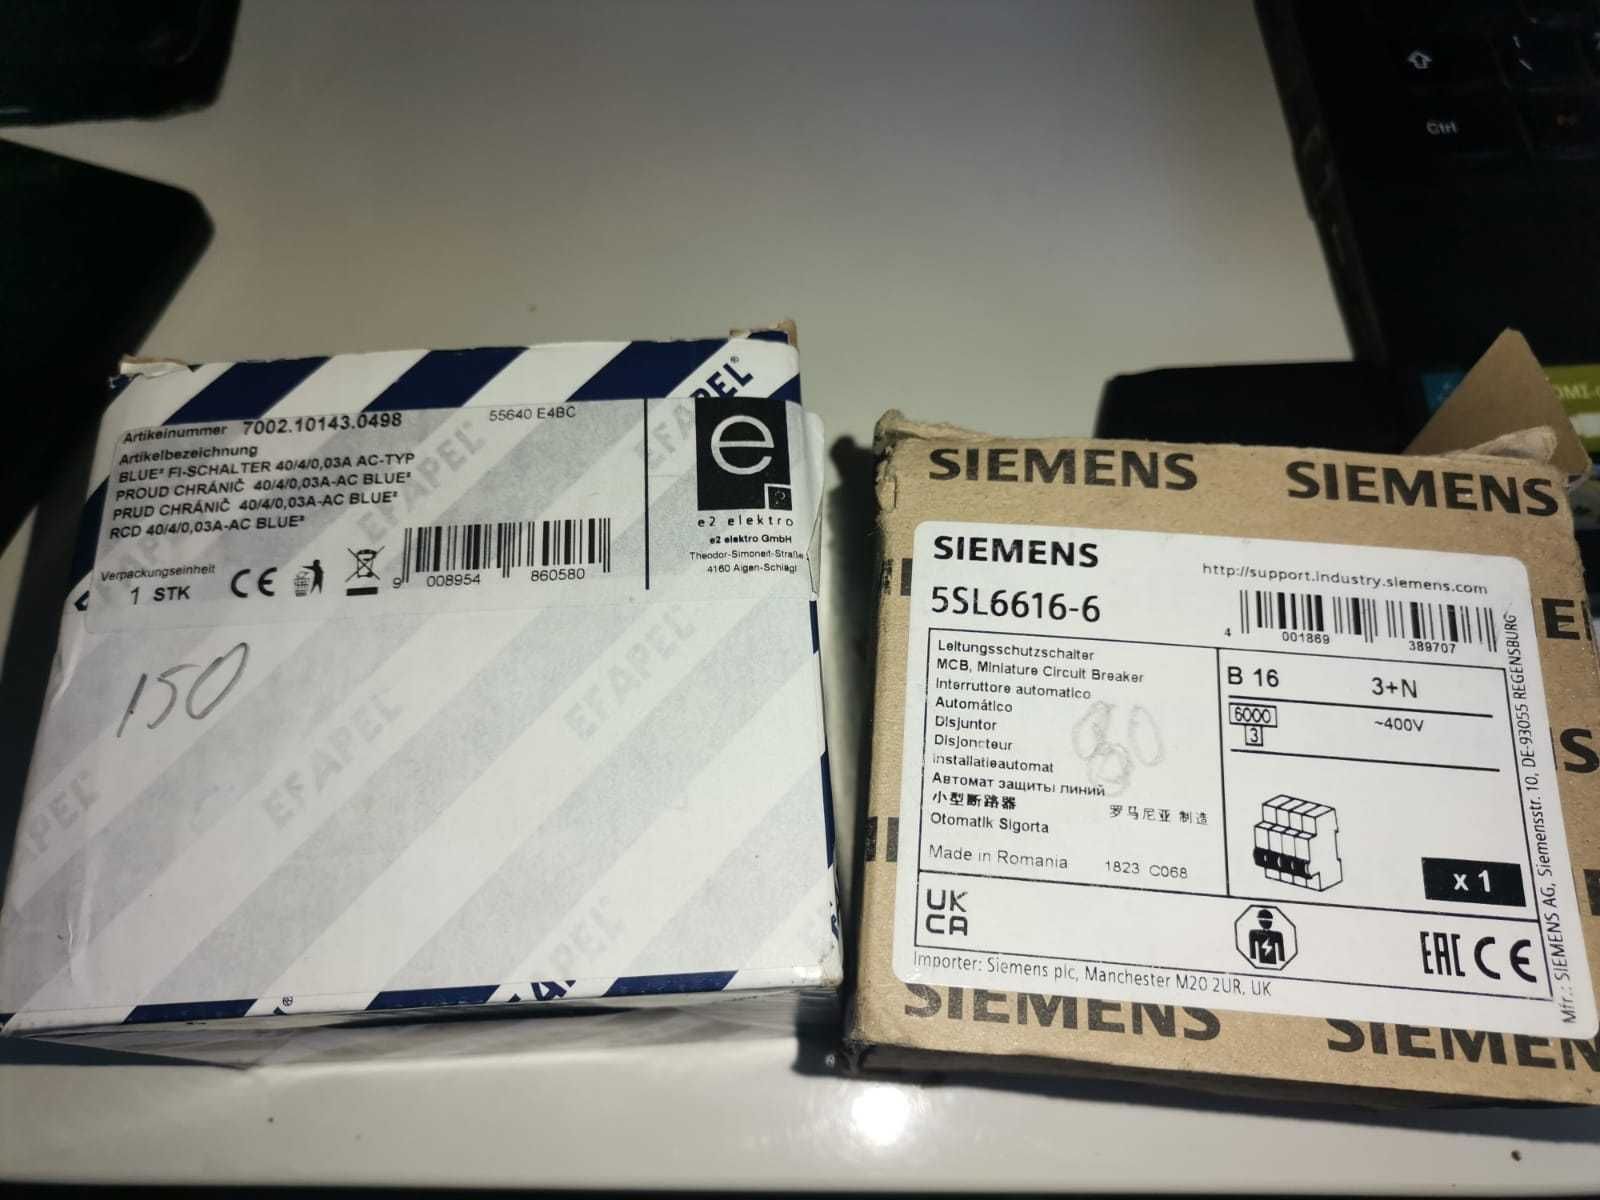 Ctrl
EFAPEL®
Artikelnummer 7002.10143.0498
55640 E4BC
Artikelbezeichnung
BLUE² FI-SCHALTER 40/4/0,03A AC-TYP
PROUD CHRÁNIČ 40/4/0,03A-AC BLUE²
PRUD CHRÁNIČ 40/4/0,03A-AC BLUE²
RCD 40/4/0,03A-AC BLUE²
Verpackungseinheit
1 STK
CE
9 008954 860580
e
e2 elektro
e2 elektro GmbH
Theodor-Simoneit-Straße
4160 Aigen-Schlägl
EFAPEL®
EFAPEL
EFAPEL
150
SIEMENS SIEMENS
SIEMENS
http://support.industry.siemens.com
5SL6616-6
4 001869 389707
Leitungsschutzschalter
MCB, Miniature Circuit Breaker
Interruttore automatico
Automático
Disjuntor
Disjoncteur
Installatieautomat
Автомат защиты линий
小型断路器
罗马尼亚 制造
Otomatik Sigorta
Made in Romania 1823 C068
80
B 16 3+N
6000
3
~400V
x 1
UK
CA
EAC CE
Importer: Siemens plc, Manchester M20 2UR, UK
Mfr.: SIEMENS AG, Siemensstr. 10, DE-93055 REGENSBURG
SIEMENS SIEMEN